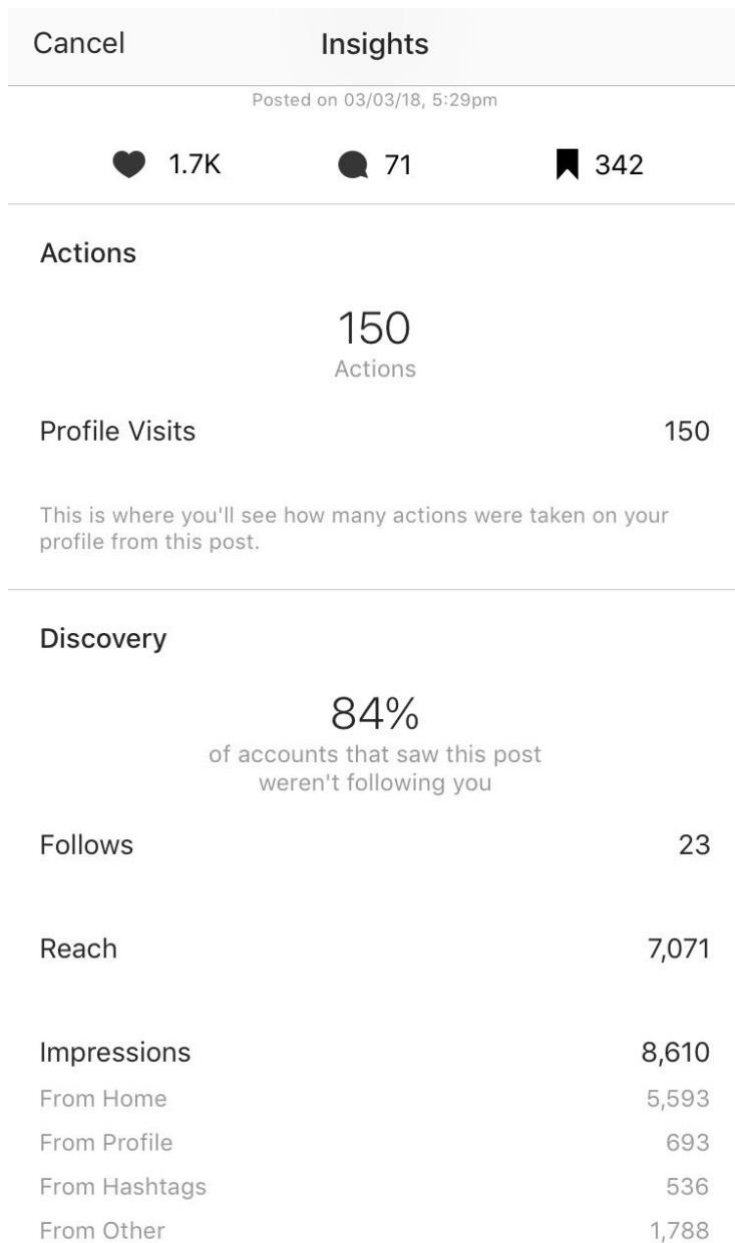 Cancel Insights
Posted on 03/03/18, 5:29pm
1.7K 71 342
Actions
150
Actions
Profile Visits 150
This is where you'll see how many actions were taken on your
profile from this post.
Discovery
84%
of accounts that saw this post
weren't following you
Follows 23
Reach 7,071
Impressions 8,610
From Home 5,593
From Profile 693
From Hashtags 536
From Other 1,788